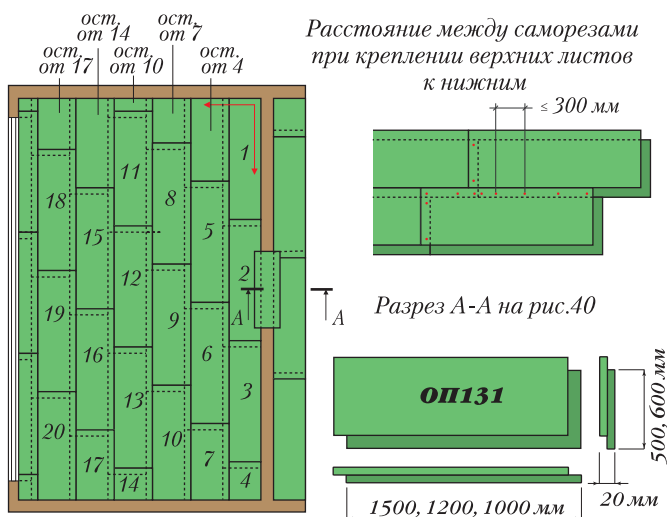 ост. от 17
ост. от 14
ост. от 10
ост. от 7
ост. от 4
1
11
8
18
5
15
12
2
A
A
19
9
16
6
13
3
20
10
17
7
14
4
Расстояние между саморезами
при креплении верхних листов
к нижним
≤ 300 мм
Разрез А-А на рис.40
ОП131
500, 600 мм
1500, 1200, 1000 мм
20 мм